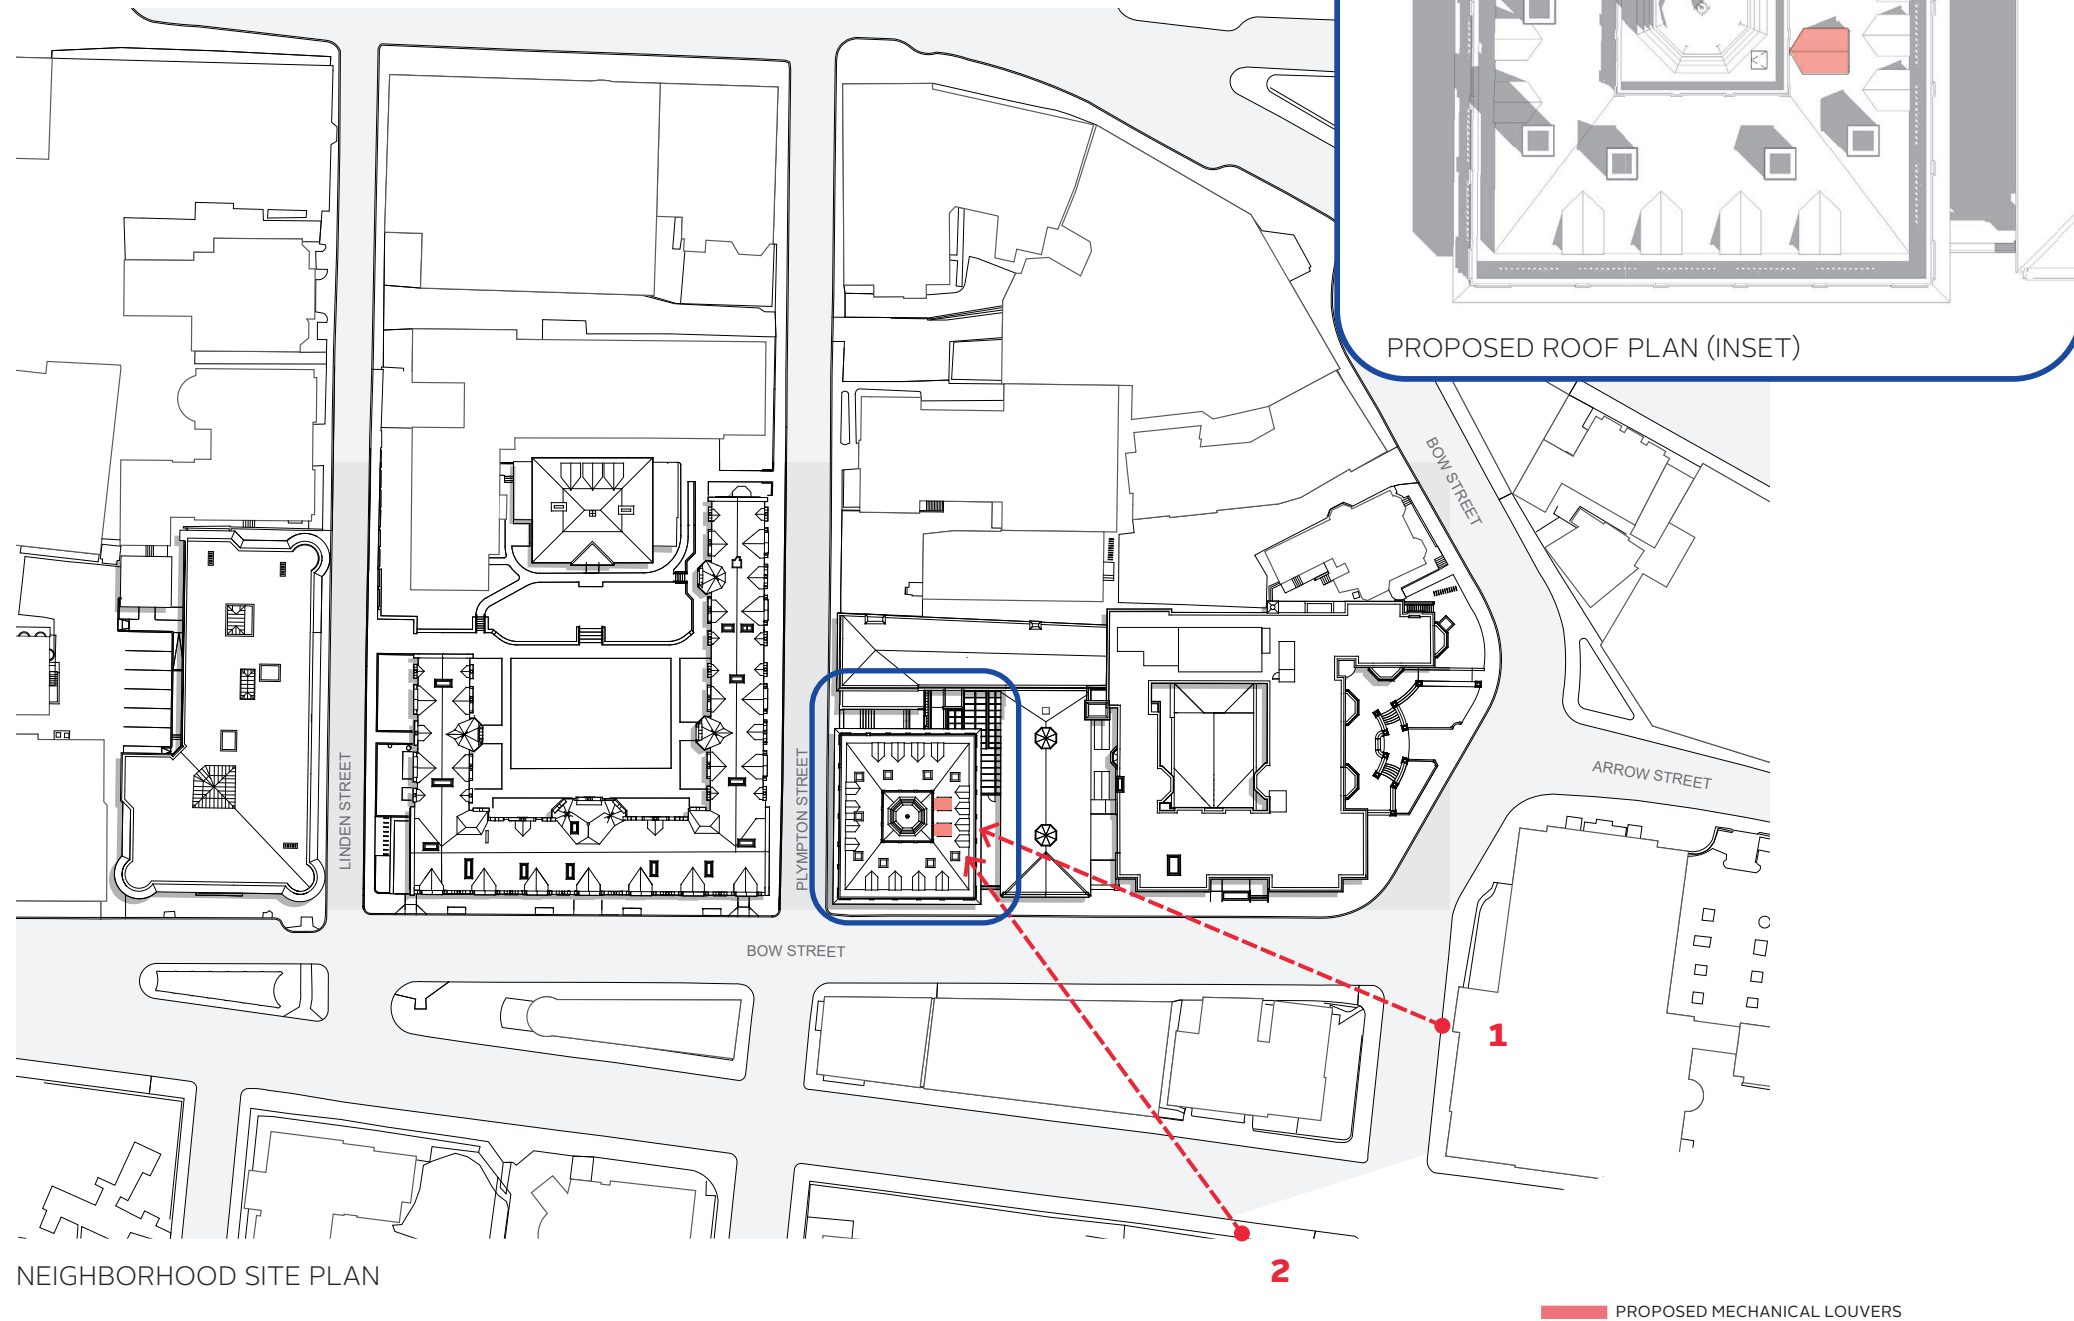 PROPOSED ROOF PLAN (INSET)
BOW STREET
ARROW STREET
LINDEN STREET
PLYMPTON STREET
BOW STREET
1
2
NEIGHBORHOOD SITE PLAN
PROPOSED MECHANICAL LOUVERS